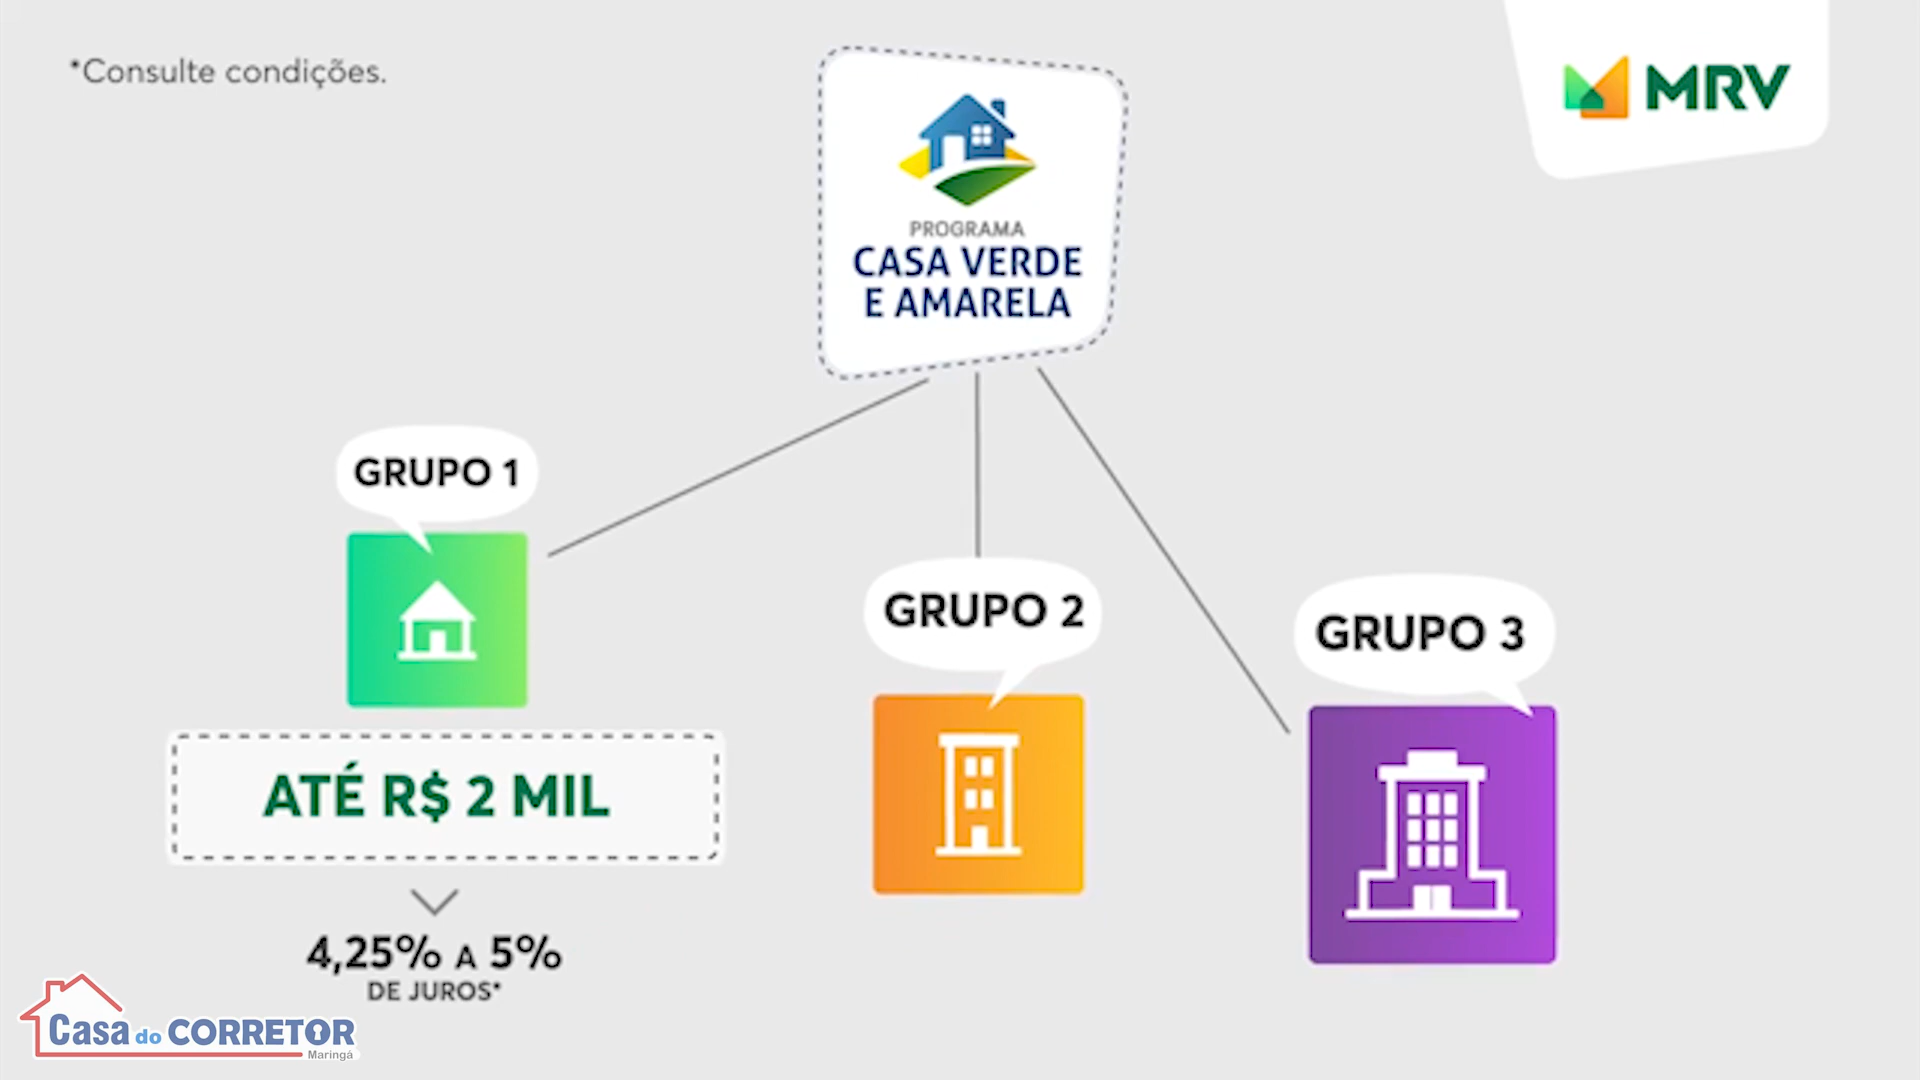 *Consulte condições.
MRV
PROGRAMA
CASA VERDE
E AMARELA
GRUPO 1
GRUPO 2
GRUPO 3
ATÉ R$ 2 MIL
4,25% A 5%
DE JUROS*
Casa do CORRETOR
Maringá